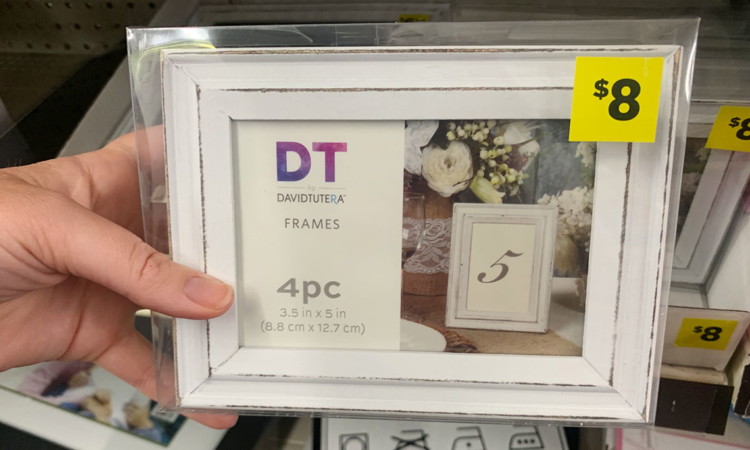 $8
DT
by
DAVIDTUTERA
FRAMES
4pc
3.5 in x 5 in
(8.8 cm x 12.7 cm)
5
$8
$8